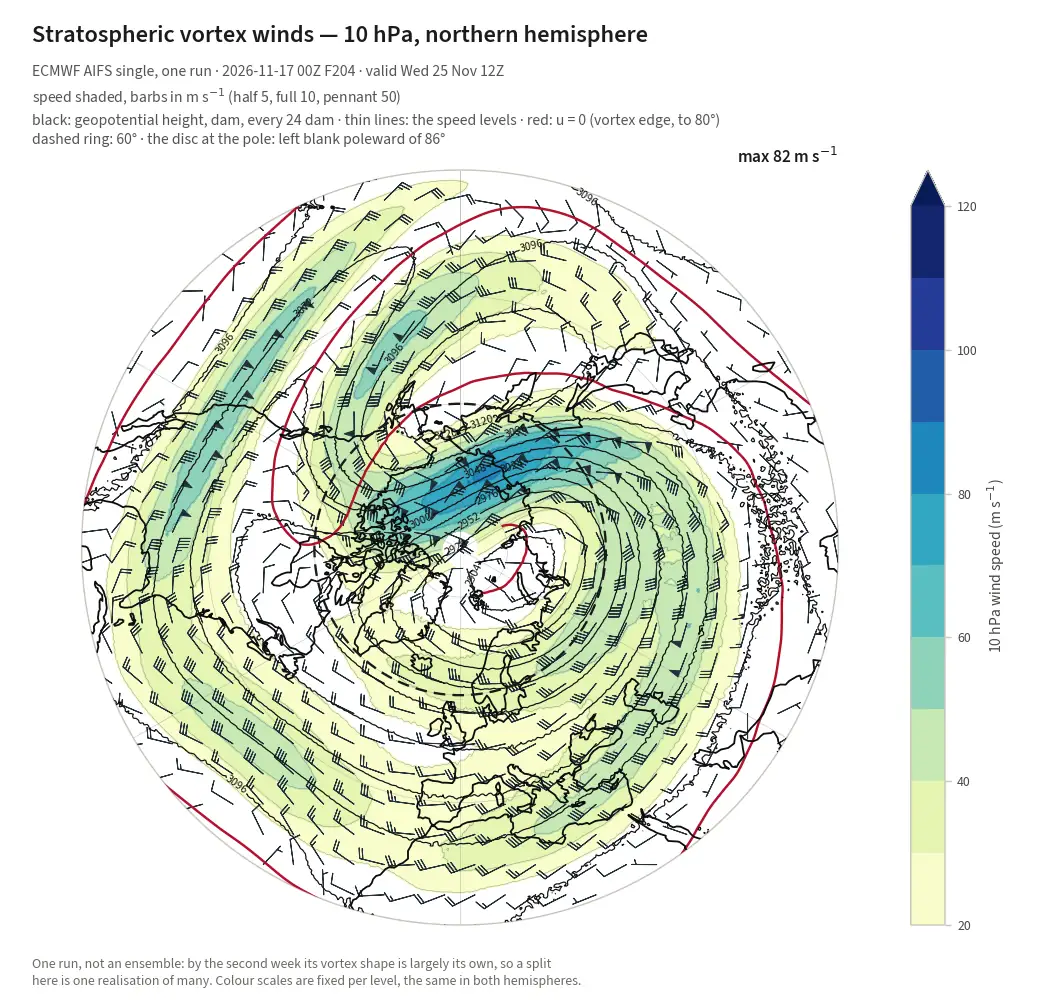 Stratospheric vortex winds — 10 hPa, northern hemisphere
ECMWF AIFS single, one run · 2026-11-17 00Z F204 · valid Wed 25 Nov 12Z
speed shaded, barbs in m s⁻¹ (half 5, full 10, pennant 50)
black: geopotential height, dam, every 24 dam · thin lines: the speed levels · red: u = 0 (vortex edge, to 80°)
dashed ring: 60° · the disc at the pole: left blank poleward of 86°
max 82 m s⁻¹
3096
3096
3096
3096
3120
2976
2952
3096
120
100
80
60
40
20
10 hPa wind speed (m s⁻¹)
One run, not an ensemble: by the second week its vortex shape is largely its own, so a split
here is one realisation of many. Colour scales are fixed per level, the same in both hemispheres.